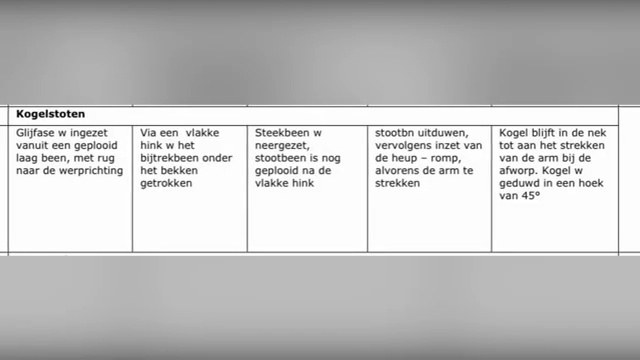 Kogelstoten
Glijfase w ingezet
vanuit een geplooid
laag been, met rug
naar de werprichting
Via een vlakke
hink w het
bijtrekbeen onder
het bekken
getrokken
Steekbeen w
neergezet,
stootbeen is nog
geplooid na de
vlakke hink
stootbn uitduwen,
vervolgens inzet van
de heup – romp,
alvorens de arm te
strekken
Kogel blijft in de nek
tot aan het strekken
van de arm bij de
afworp. Kogel w
geduwd in een hoek
van 45°